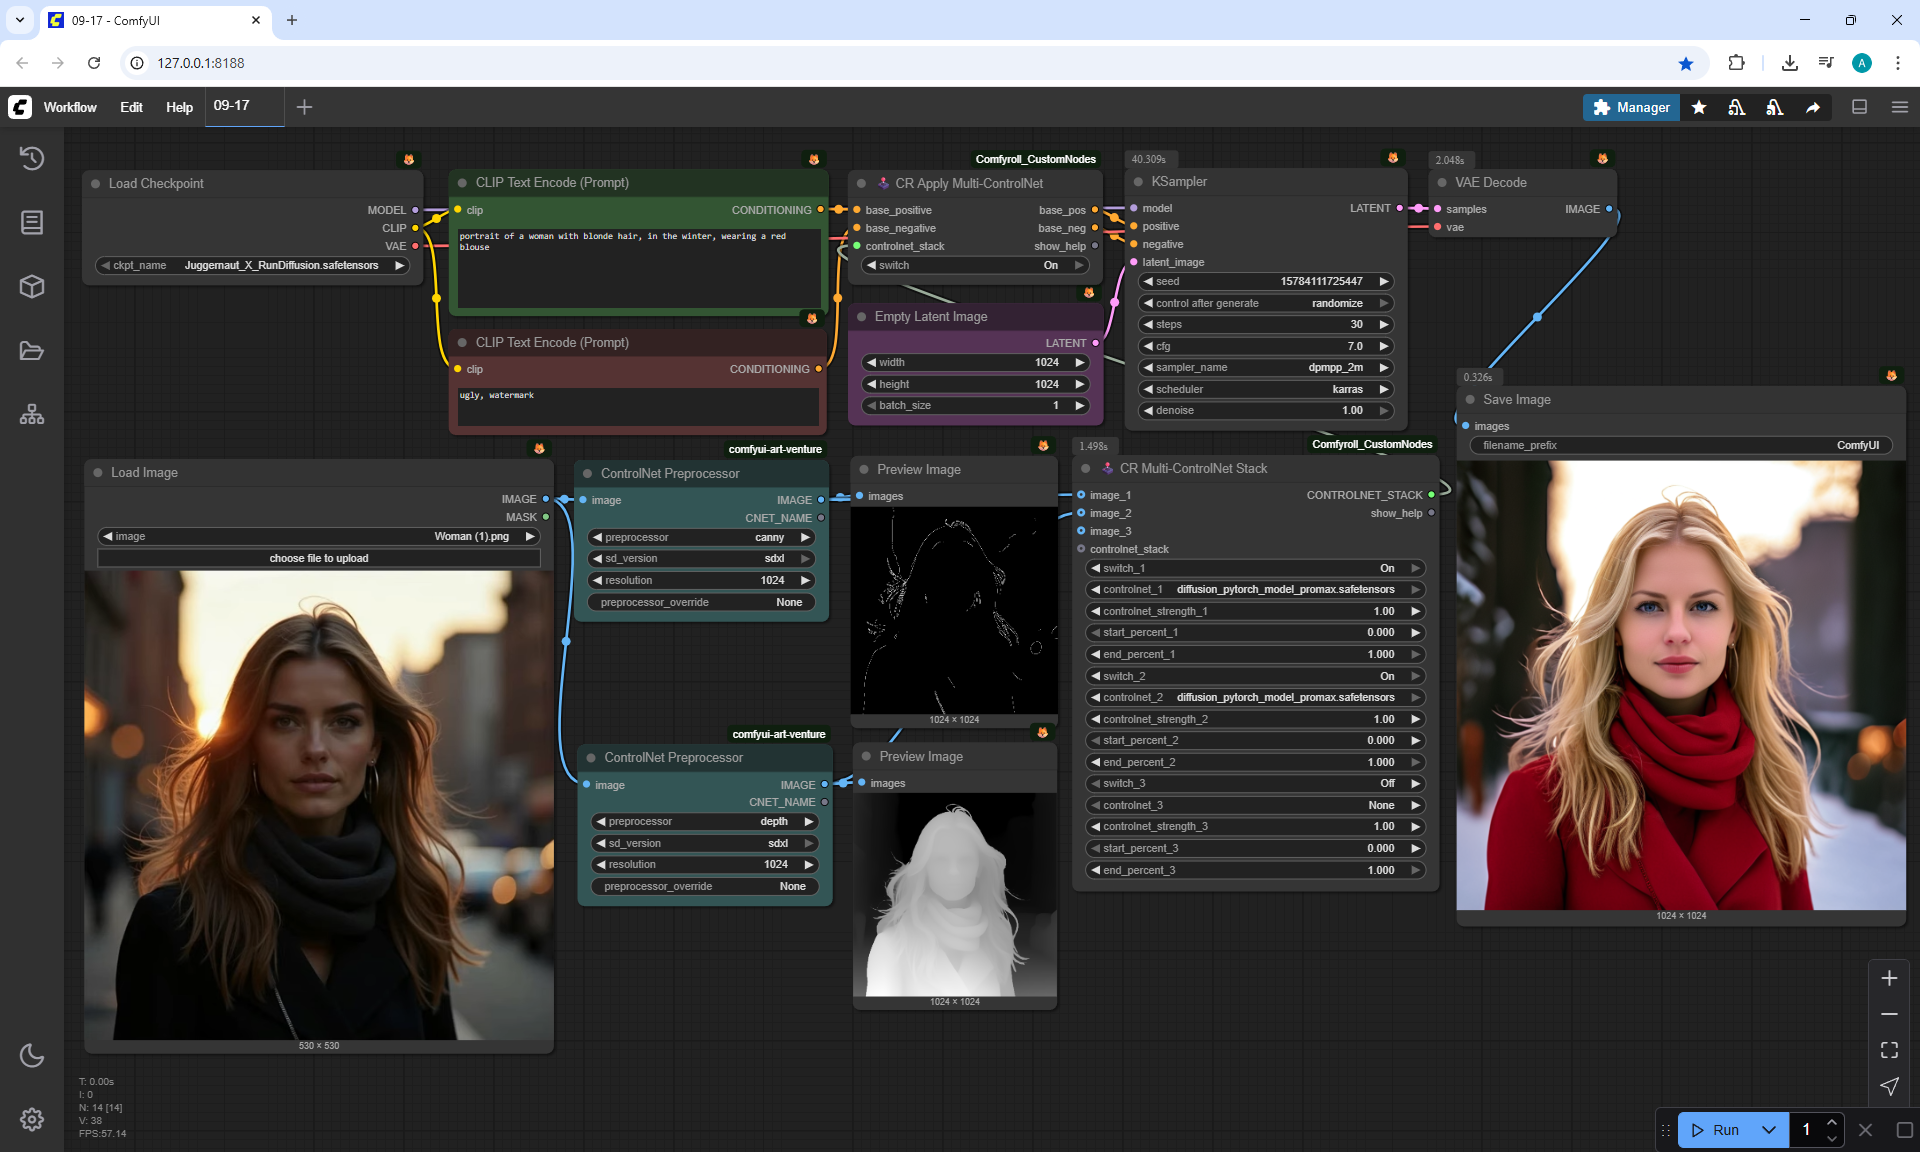 09-17 - ComfyUI
127.0.0.1:8188
A
Workflow
Edit
Help
09-17
Manager
Load Checkpoint
MODEL
CLIP
VAE
ckpt_name
Juggernaut_X_RunDiffusion.safetensors
CLIP Text Encode (Prompt)
clip
CONDITIONING
portrait of a woman with blonde hair, in the winter, wearing a red
blouse
CLIP Text Encode (Prompt)
clip
CONDITIONING
ugly, watermark
Comfyroll_CustomNodes
CR Apply Multi-ControlNet
base_positive
base_pos
base_negative
base_neg
controlnet_stack
show_help
switch
On
Empty Latent Image
LATENT
width
1024
height
1024
batch_size
1
40.309s
KSampler
model
LATENT
positive
negative
latent_image
seed
15784111725447
control after generate
randomize
steps
30
cfg
7.0
sampler_name
dpmpp_2m
scheduler
karras
denoise
1.00
2.048s
VAE Decode
samples
IMAGE
vae
0.326s
Save Image
images
filename_prefix
ComfyUI
1024 × 1024
Load Image
IMAGE
MASK
image
Woman (1).png
choose file to upload
530 × 530
comfyui-art-venture
ControlNet Preprocessor
image
IMAGE
CNET_NAME
preprocessor
canny
sd_version
sdxl
resolution
1024
preprocessor_override
None
comfyui-art-venture
ControlNet Preprocessor
image
IMAGE
CNET_NAME
preprocessor
depth
sd_version
sdxl
resolution
1024
preprocessor_override
None
Preview Image
images
1024 × 1024
Preview Image
images
1024 × 1024
1.498s
Comfyroll_CustomNodes
CR Multi-ControlNet Stack
image_1
CONTROLNET_STACK
image_2
show_help
image_3
controlnet_stack
switch_1
On
controlnet_1
diffusion_pytorch_model_promax.safetensors
controlnet_strength_1
1.00
start_percent_1
0.000
end_percent_1
1.000
switch_2
On
controlnet_2
diffusion_pytorch_model_promax.safetensors
controlnet_strength_2
1.00
start_percent_2
0.000
end_percent_2
1.000
switch_3
Off
controlnet_3
None
controlnet_strength_3
1.00
start_percent_3
0.000
end_percent_3
1.000
T: 0.00s
I: 0
N: 14 [14]
V: 38
FPS:57.14
Run
1